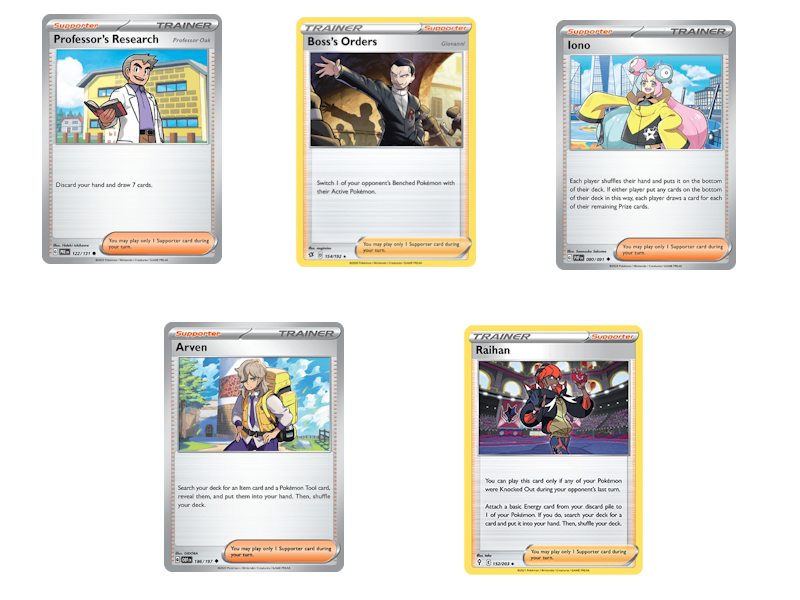 Supporter TRAINER
Professor's Research Professor Oak
Discard your hand and draw 7 cards.
You may play only 1 Supporter card during
your turn.
122/131
TRAINER Supporter
Boss's Orders Giovanni
Switch 1 of your opponent's Benched Pokémon with
their Active Pokémon.
You may play only 1 Supporter card during
your turn.
154/192
Supporter TRAINER
Iono
Each player shuffles their hand and puts it on the bottom
of their deck. If either player put any cards on the bottom
of their deck in this way, each player draws a card for each
of their remaining Prize cards.
You may play only 1 Supporter card during
your turn.
080/091
Supporter TRAINER
Arven
Search your deck for an Item card and a Pokémon Tool card,
reveal them, and put them into your hand. Then, shuffle
your deck.
You may play only 1 Supporter card during
your turn.
186/197
TRAINER Supporter
Raihan
You can play this card only if any of your Pokémon
were Knocked Out during your opponent's last turn.
Attach a basic Energy card from your discard pile to
1 of your Pokémon. If you do, search your deck for a
card and put it into your hand. Then, shuffle your deck.
You may play only 1 Supporter card during
your turn.
152/203